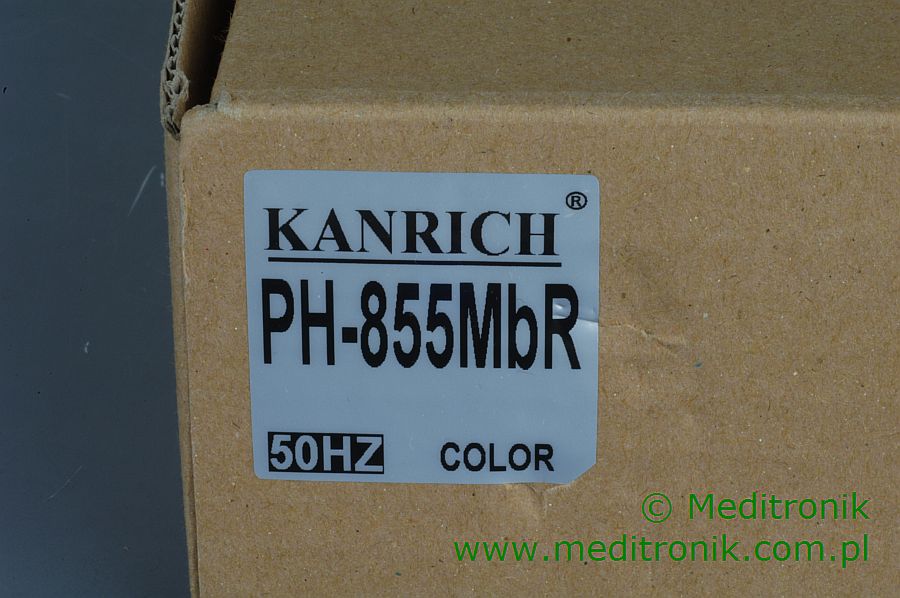 KANRICH®
PH-855MbR
50HZ COLOR
© Meditronik
www.meditronik.com.pl